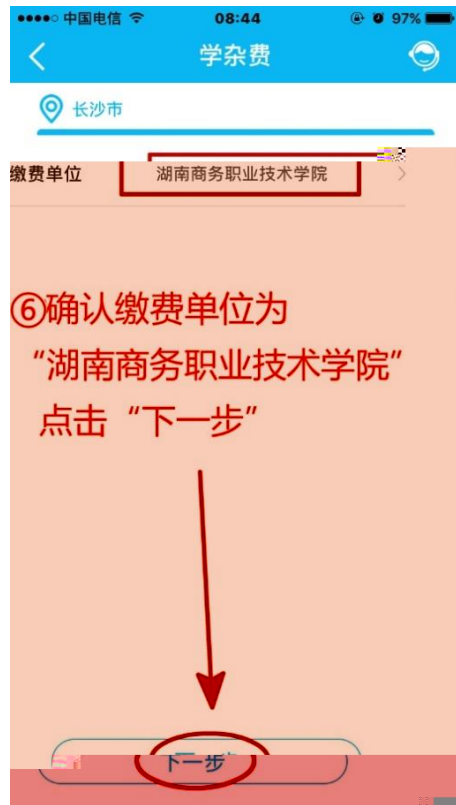 中国电信 08:44 97%
学杂费
长沙市
缴费单位 湖南商务职业技术学院
⑥确认缴费单位为
“湖南商务职业技术学院”
点击“下一步”
下一步